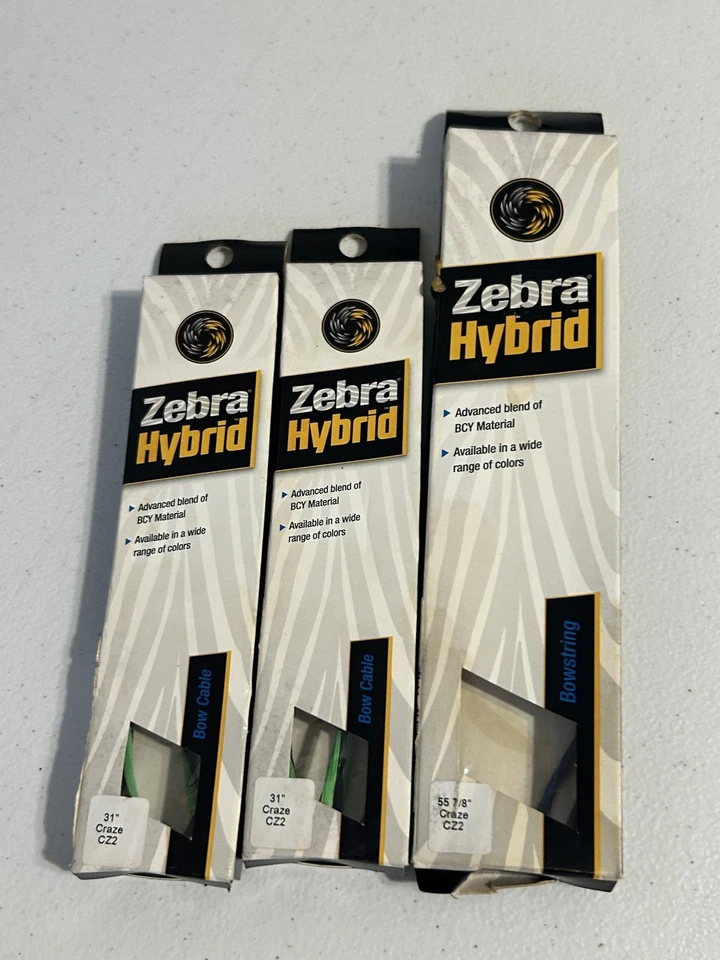 Zebra
Hybrid
Advanced blend of
BCY Material
Available in a wide
range of colors
Bow Cable
31"
Craze
CZ2
Zebra
Hybrid
Advanced blend of
BCY Material
Available in a wide
range of colors
Bow Cable
31"
Craze
CZ2
Zebra®
Hybrid
Advanced blend of
BCY Material
Available in a wide
range of colors
Bowstring
55 7/8"
Craze
CZ2